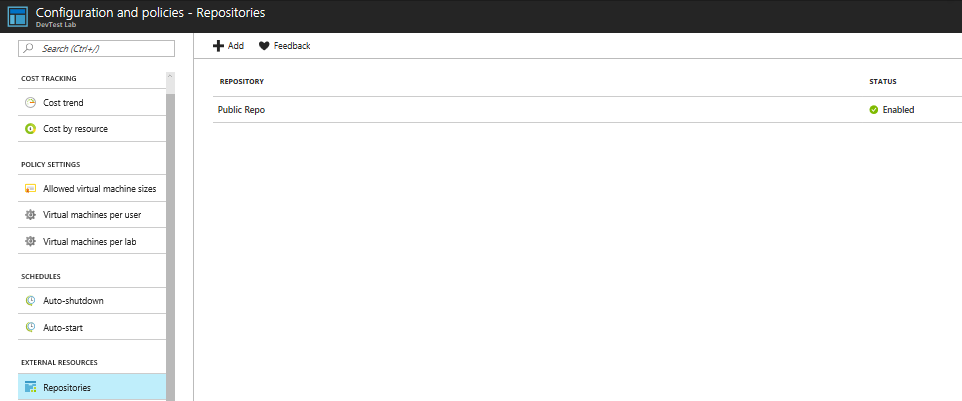 Configuration and policies - Repositories
DevTest Lab
Search (Ctrl+/)
COST TRACKING
Cost trend
Cost by resource
POLICY SETTINGS
Allowed virtual machine sizes
Virtual machines per user
Virtual machines per lab
SCHEDULES
Auto-shutdown
Auto-start
EXTERNAL RESOURCES
Repositories
Add Feedback
REPOSITORY STATUS
Public Repo Enabled